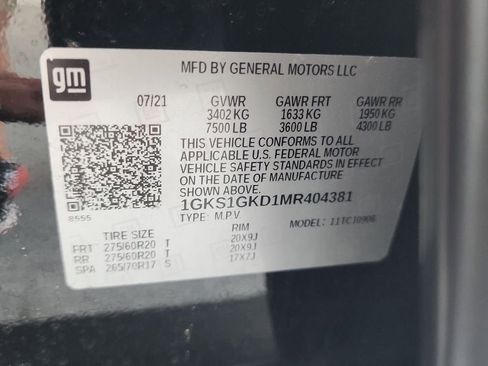 gm
MFD BY GENERAL MOTORS LLC
07/21 GVWR GAWR FRT GAWR RR
3402 KG 1633 KG 1950 KG
7500 LB 3600 LB 4300 LB
THIS VEHICLE CONFORMS TO ALL
APPLICABLE U.S. FEDERAL MOTOR
VEHICLE SAFETY STANDARDS IN EFFECT
ON THE DATE OF MANUFACTURE
SHOWN ABOVE.
1GKS1GKD1MR404381
8555
TYPE: M.P.V. MODEL: 11TC10906
TIRE SIZE RIM
FRT 275/60R20 T 20X9J
RR 275/60R20 T 20X9J
SPA 265/70R17 S 17X7J